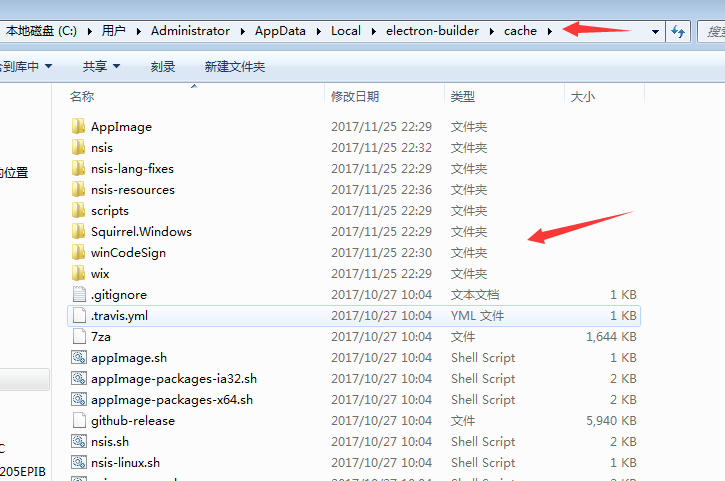 本地磁盘 (C:) 用户 Administrator AppData Local electron-builder cache 搜索
到库中 共享 刻录 新建文件夹
名称 修改日期 类型 大小
AppImage 2017/11/25 22:29 文件夹
nsis 2017/11/25 22:32 文件夹
nsis-lang-fixes 2017/11/25 22:29 文件夹
的位置
nsis-resources 2017/11/25 22:36 文件夹
scripts 2017/11/25 22:29 文件夹
Squirrel.Windows 2017/11/25 22:29 文件夹
winCodeSign 2017/11/25 22:30 文件夹
wix 2017/11/25 22:29 文件夹
.gitignore 2017/10/27 10:04 文本文档 1 KB
.travis.yml 2017/10/27 10:04 YML 文件 1 KB
7za 2017/10/27 10:04 文件 1,644 KB
appImage.sh 2017/10/27 10:04 Shell Script 1 KB
appImage-packages-ia32.sh 2017/10/27 10:04 Shell Script 2 KB
appImage-packages-x64.sh 2017/10/27 10:04 Shell Script 2 KB
github-release 2017/10/27 10:04 文件 5,940 KB
nsis.sh 2017/10/27 10:04 Shell Script 2 KB
C
nsis-linux.sh 2017/10/27 10:04 Shell Script 1 KB
205EPIB